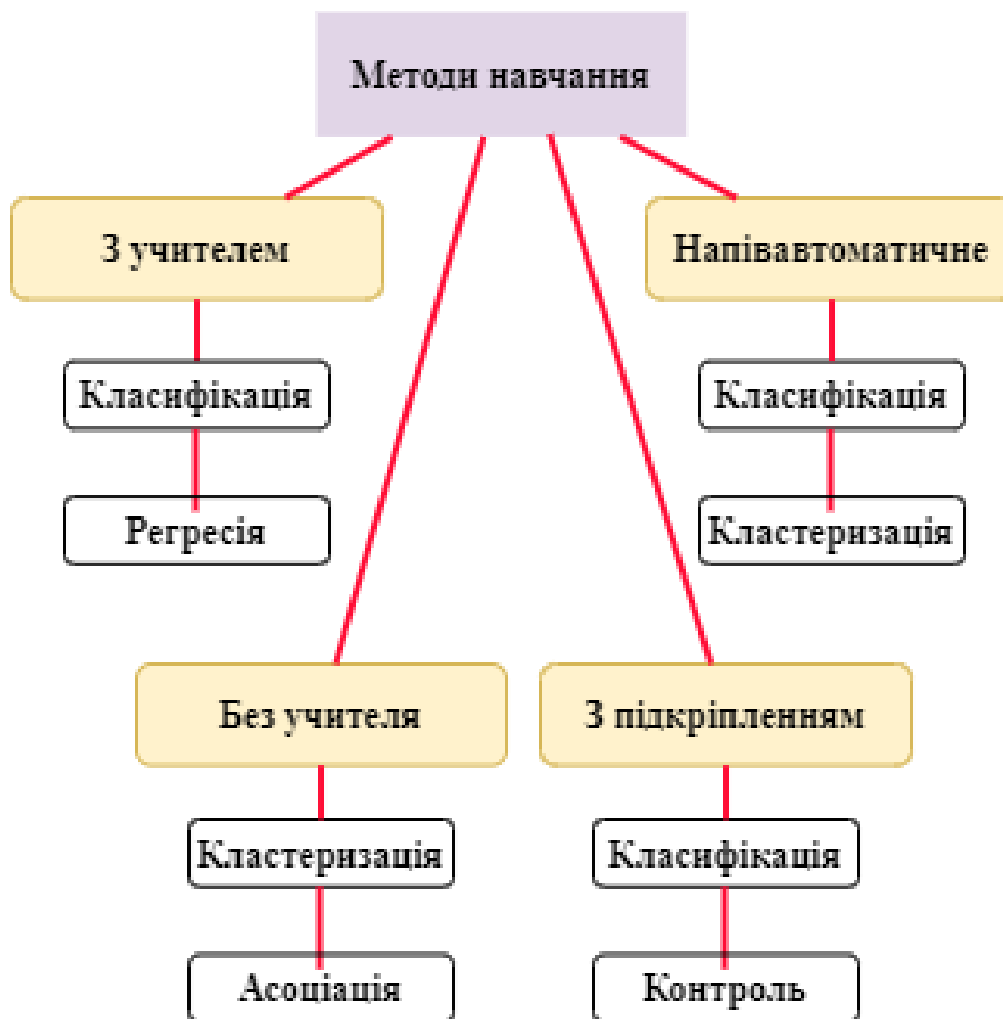 Методи навчання
З учителем
Напівавтоматичне
Класифікація
Класифікація
Регресія
Кластеризація
Без учителя
З підкріпленням
Кластеризація
Класифікація
Асоціація
Контроль